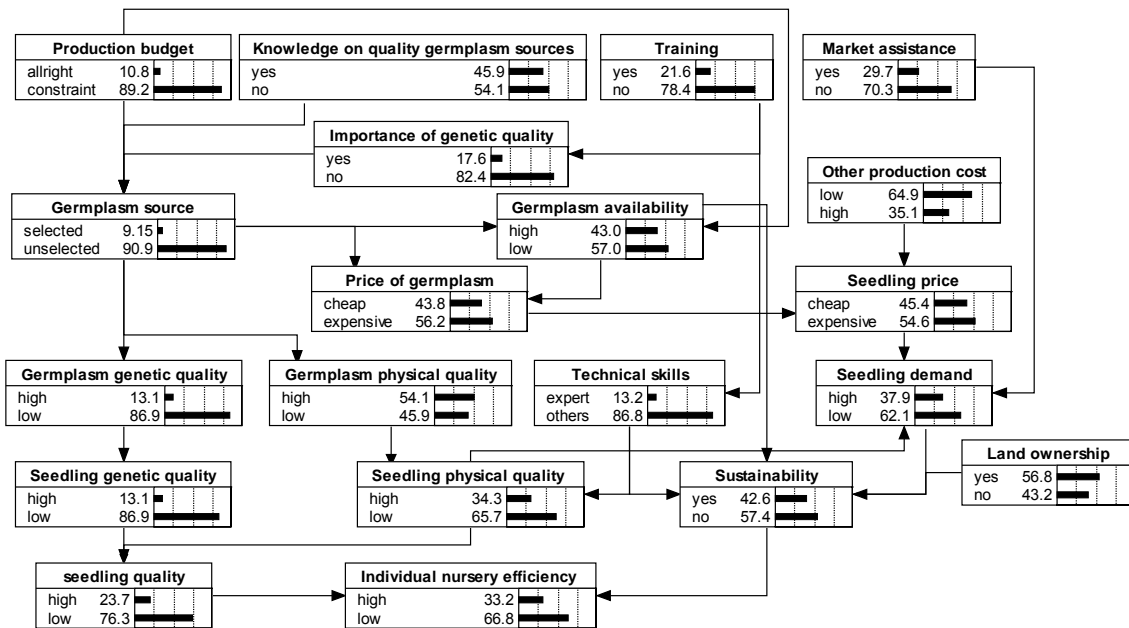 Production budget
allright 10.8
constraint 89.2
Knowledge on quality germplasm sources
yes 45.9
no 54.1
Training
yes 21.6
no 78.4
Market assistance
yes 29.7
no 70.3
Importance of genetic quality
yes 17.6
no 82.4
Other production cost
low 64.9
high 35.1
Germplasm source
selected 9.15
unselected 90.9
Germplasm availability
high 43.0
low 57.0
Price of germplasm
cheap 43.8
expensive 56.2
Seedling price
cheap 45.4
expensive 54.6
Germplasm genetic quality
high 13.1
low 86.9
Germplasm physical quality
high 54.1
low 45.9
Technical skills
expert 13.2
others 86.8
Seedling demand
high 37.9
low 62.1
Land ownership
yes 56.8
no 43.2
Seedling genetic quality
high 13.1
low 86.9
Seedling physical quality
high 34.3
low 65.7
Sustainability
yes 42.6
no 57.4
seedling quality
high 23.7
low 76.3
Individual nursery efficiency
high 33.2
low 66.8